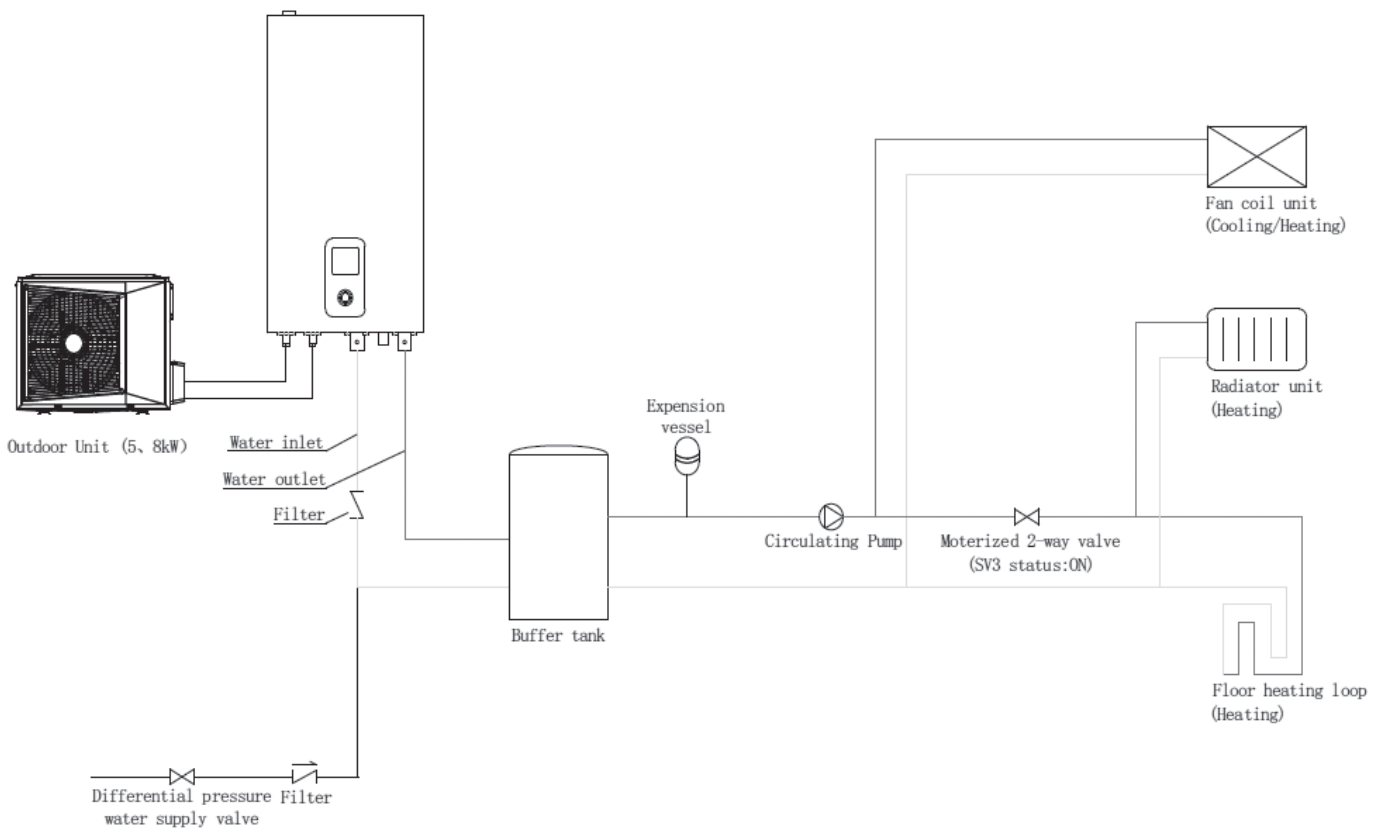 Fan coil unit
(Cooling/Heating)
Radiator unit
(Heating)
Expension
vessel
Outdoor Unit (5、8kW)
Water inlet
Water outlet
Filter
Circulating Pump
Moterized 2-way valve
(SV3 status:ON)
Buffer tank
Floor heating loop
(Heating)
Differential pressure
water supply valve
Filter